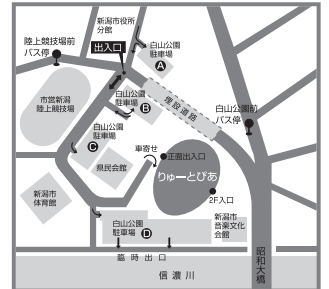 新潟市役所
分館
陸上競技場前
バス停
出入口
白山公園
駐車場
A
市営新潟
陸上競技場
白山公園
駐車場
B
埋設道路
白山公園前
バス停
白山公園
駐車場
C
車寄せ
正面出入口
県民会館
りゅーとぴあ
新潟市
体育館
2F入口
白山公園
駐車場
D
新潟市
音楽文化
会館
臨時出口
昭和大橋
信濃川